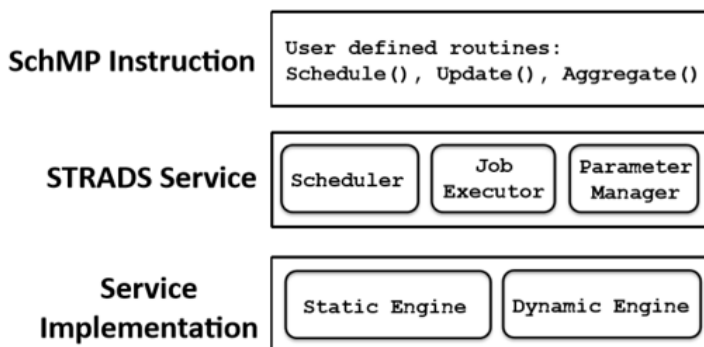 SchMP Instruction
User defined routines:
Schedule(), Update(), Aggregate()
STRADS Service
Scheduler
Job
Executor
Parameter
Manager
Service
Implementation
Static Engine
Dynamic Engine